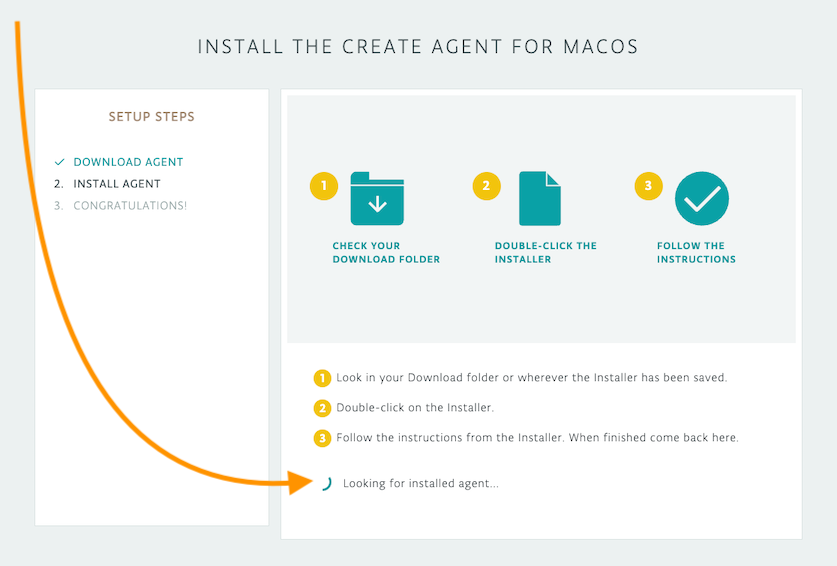 INSTALL THE CREATE AGENT FOR MACOS
SETUP STEPS
DOWNLOAD AGENT
2. INSTALL AGENT
3. CONGRATULATIONS!
1
CHECK YOUR
DOWNLOAD FOLDER
2
DOUBLE-CLICK THE
INSTALLER
3
FOLLOW THE
INSTRUCTIONS
1 Look in your Download folder or wherever the Installer has been saved.
2 Double-click on the Installer.
3 Follow the instructions from the Installer. When finished come back here.
Looking for installed agent...